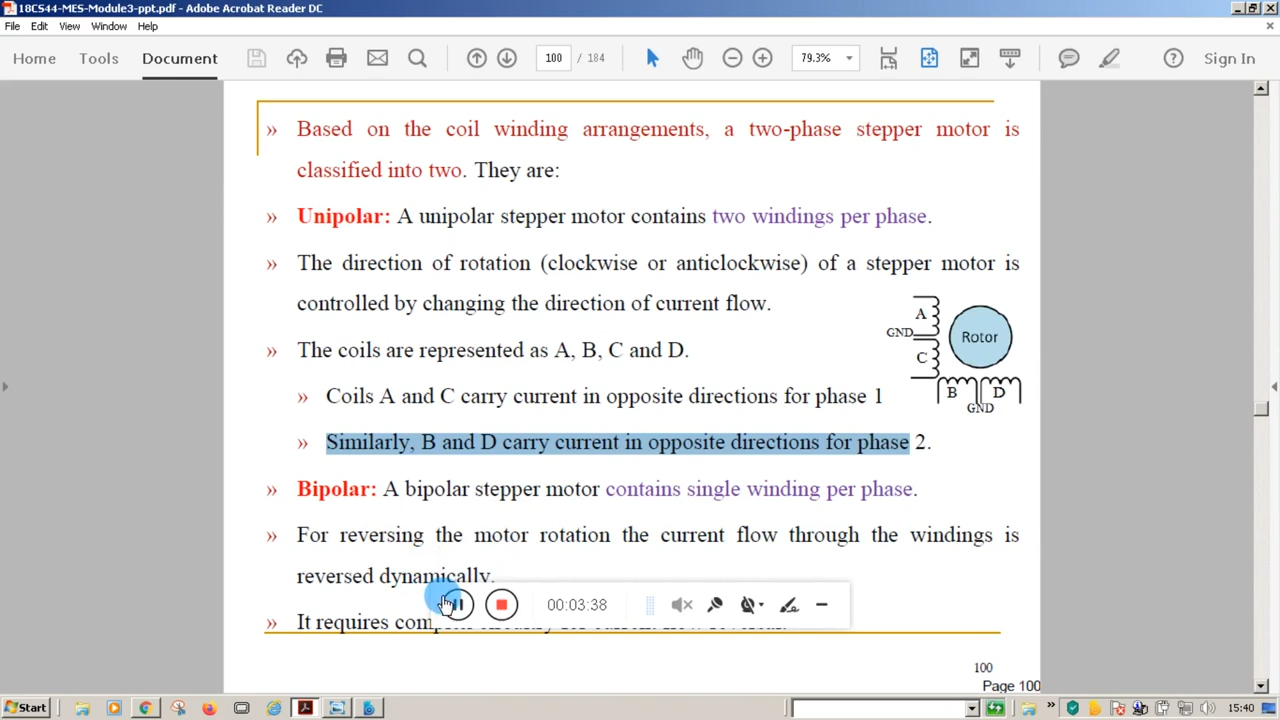 18CS44-MES-Module3-ppt.pdf - Adobe Acrobat Reader DC
File Edit View Window Help
Home Tools Document 100 / 184 79.3% Sign In
» Based on the coil winding arrangements, a two-phase stepper motor is
classified into two. They are:
» Unipolar: A unipolar stepper motor contains two windings per phase.
» The direction of rotation (clockwise or anticlockwise) of a stepper motor is
controlled by changing the direction of current flow.
» The coils are represented as A, B, C and D.
» Coils A and C carry current in opposite directions for phase 1
» Similarly, B and D carry current in opposite directions for phase 2.
A
GND
C
Rotor
B D
GND
» Bipolar: A bipolar stepper motor contains single winding per phase.
» For reversing the motor rotation the current flow through the windings is
reversed dynamically.
00:03:38
» It requires
100
Page 100
Start 15:40